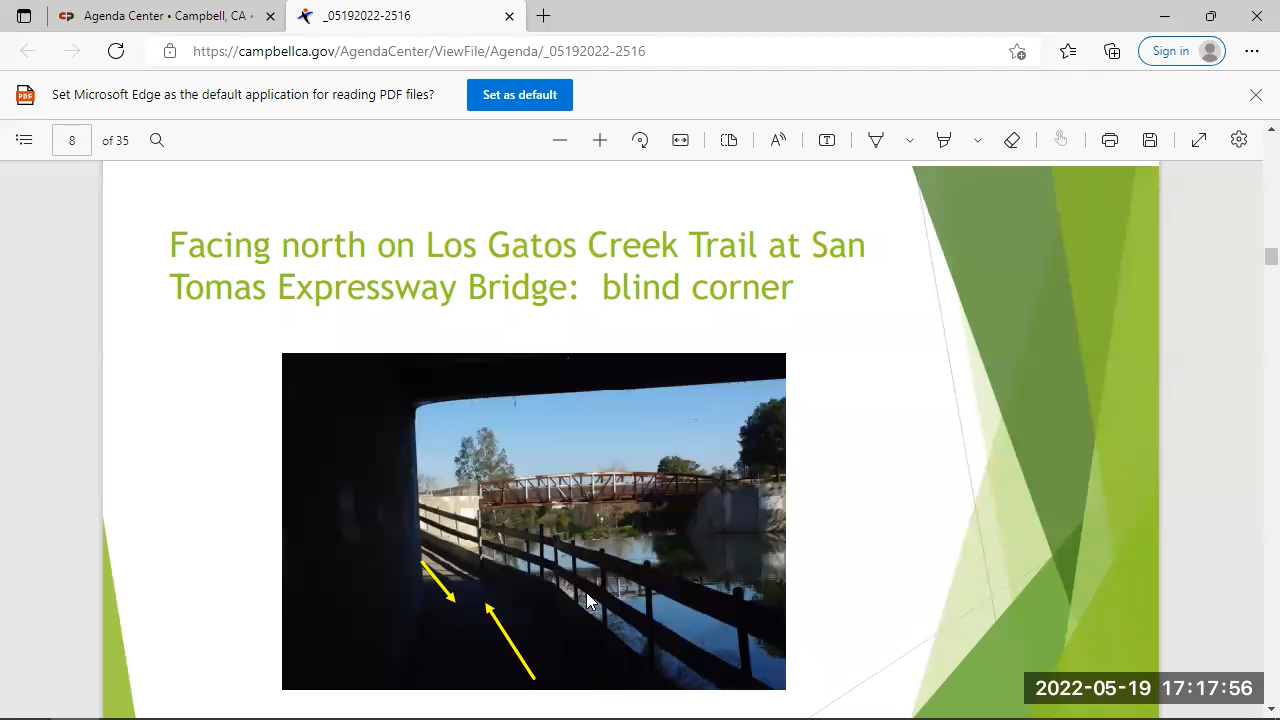 Agenda Center • Campbell, CA •
_05192022-2516
https://campbellca.gov/AgendaCenter/ViewFile/Agenda/_05192022-2516
Sign in
PDF
Set Microsoft Edge as the default application for reading PDF files?
Set as default
8
of 35
Facing north on Los Gatos Creek Trail at San
Tomas Expressway Bridge: blind corner
2022-05-19 17:17:56